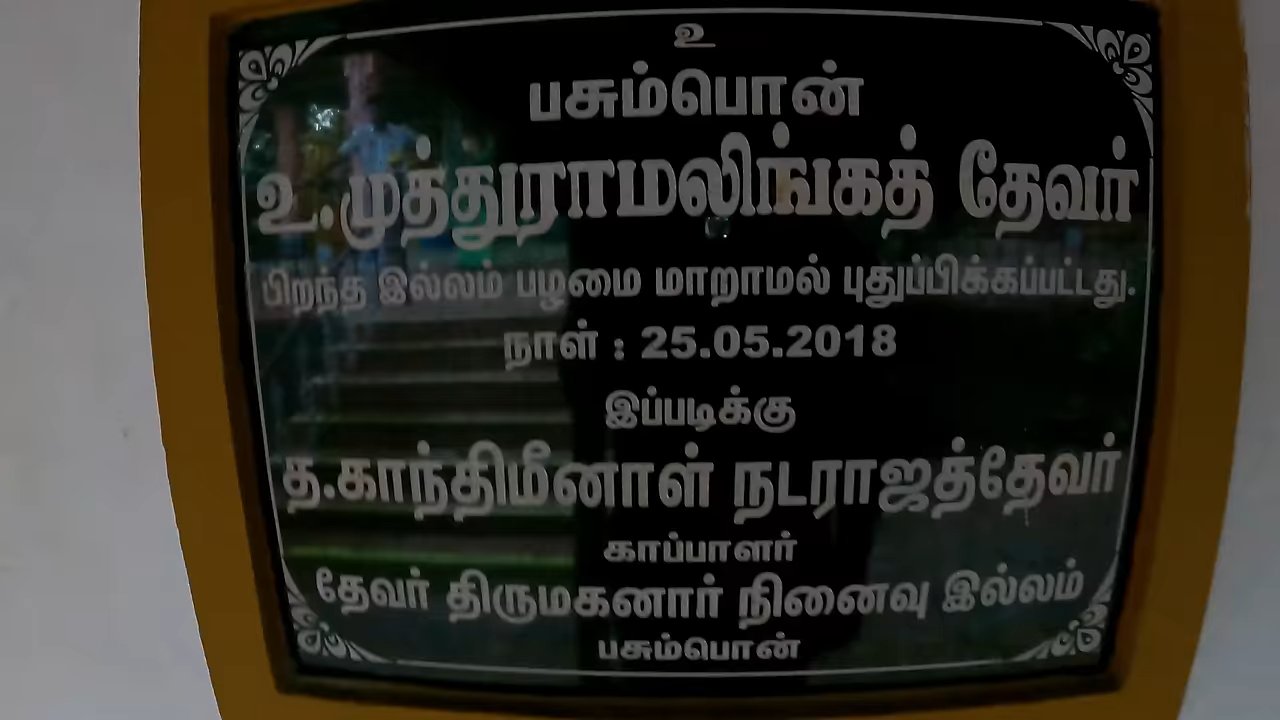 உ
பசும்பொன்
உ.முத்துராமலிங்கத் தேவர்
பிறந்த இல்லம் பழமை மாறாமல் புதுப்பிக்கப்பட்டது.
நாள் : 25.05.2018
இப்படிக்கு
த.காந்திமீனாள் நடராஜத்தேவர்
காப்பாளர்
தேவர் திருமகனார் நினைவு இல்லம்
பசும்பொன்